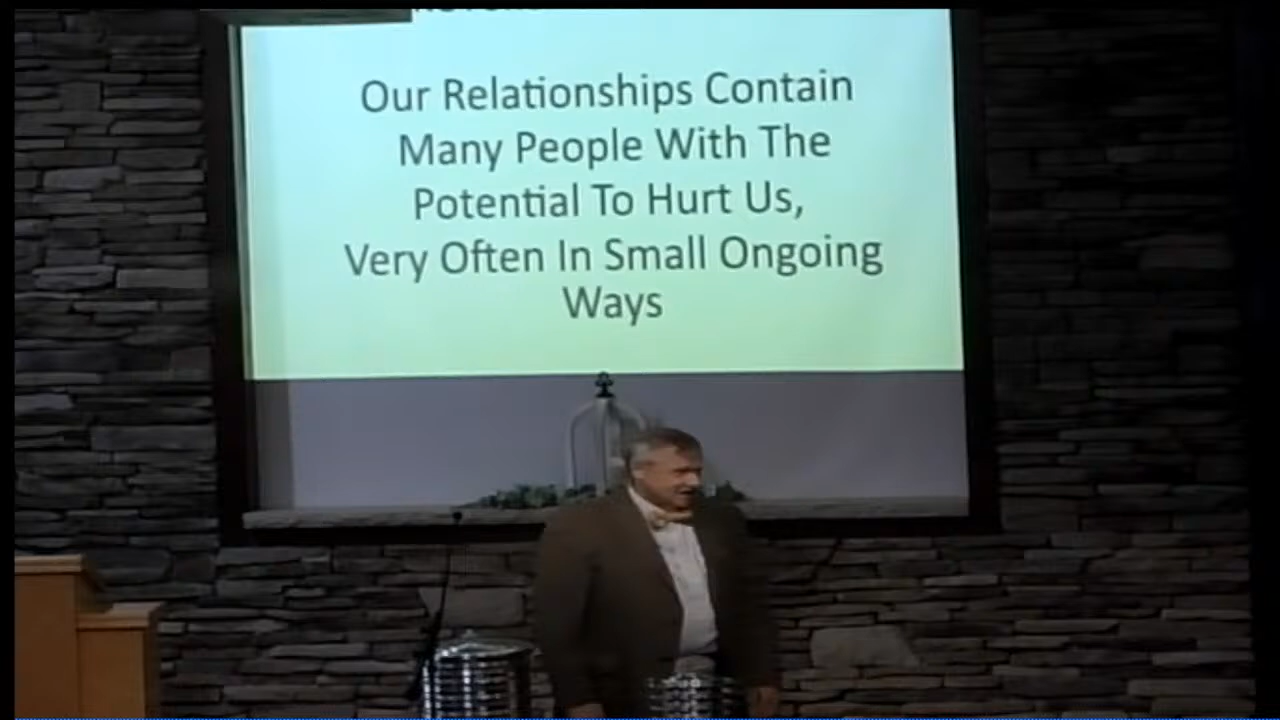 Our Relationships Contain
Many People With The
Potential To Hurt Us,
Very Often In Small Ongoing
Ways